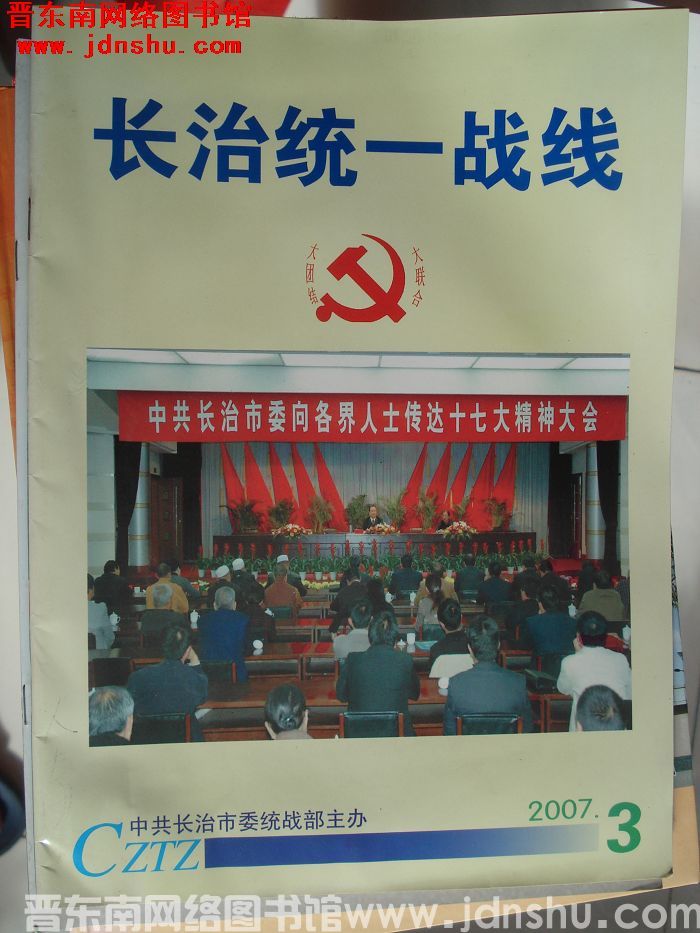 晋东南网络图书馆
www.jdnshu.com
长治统一战线
大团结
大联合
中共长治市委向各界人士传达十七大精神大会
中共长治市委统战部主办
CZTZ
2007.3
晋东南网络图书馆 www.jdnshu.com